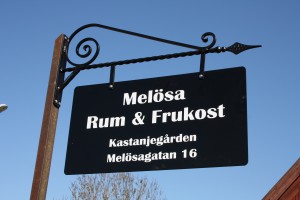 Melösa
Rum & Frukost
Kastanjegården
Melösagatan 16